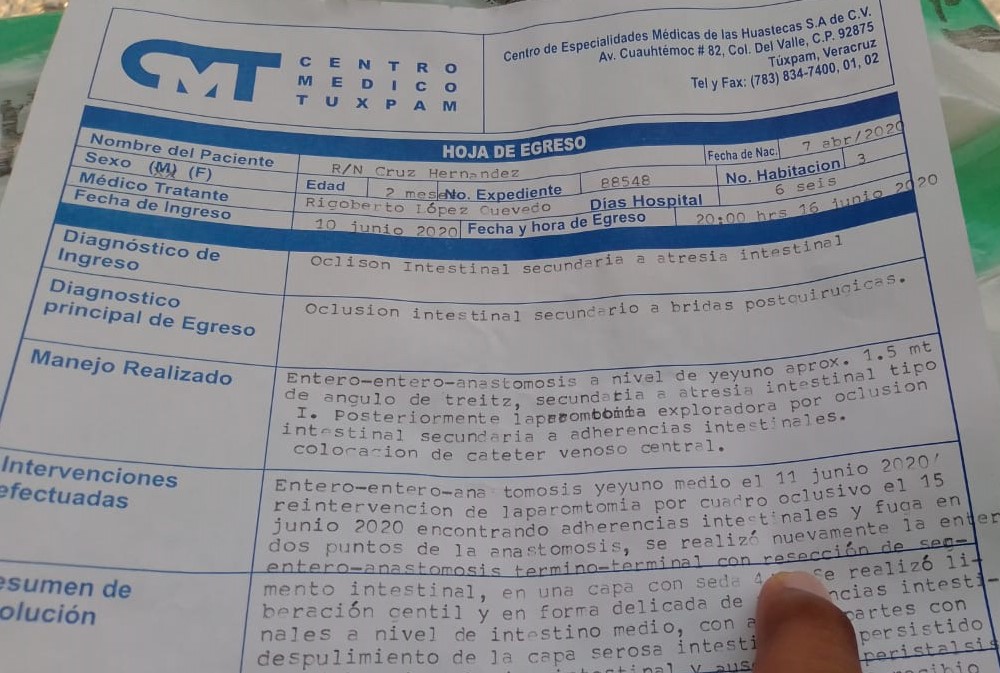 CMT
CENTRO
MEDICO
TUXPAM
Centro de Especialidades Médicas de las Huastecas S.A de C.V.
Av. Cuauhtémoc # 82, Col. Del Valle, C.P. 92875
Túxpam, Veracruz
Tel y Fax: (783) 834-7400, 01, 02
HOJA DE EGRESO
Nombre del Paciente R/N Cruz Hernandez Fecha de Nac. 7 abr/2020
Sexo (M) (F) Edad 2 mese No. Expediente 88548 No. Habitacion 3
Médico Tratante Rigoberto López Cuevedo Días Hospital 6 seis
Fecha de Ingreso 10 junio 2020 Fecha y hora de Egreso 20:00 hrs 16 junio 2020
Diagnóstico de Ingreso
Oclison Intestinal secundaria a atresia intestinal
Diagnostico
principal de Egreso
Oclusion intestinal secundario a bridas postquirugicas.
Manejo Realizado
Entero-entero-anastomosis a nivel de yeyuno aprox. 1.5 mt
de angulo de treitz, secundaria a atresia intestinal tipo
I. Posteriormente exploradora por oclusion
intestinal secundaria a adherencias intestinales.
de cateter venoso central.
Intervenciones
efectuadas
Entero-entero-ana tomosis yeyuno medio el 11 junio 2020
reintervencion de laparomtomia por cuadro oclusivo el 15
junio 2020 encontrando adherencias intestinales y fuga en
dos puntos de la anastomosis, se realizó nuevamente la enter
entero-anastomosis termino-terminal con resección de seg-
esumen de
olución
mento intestinal, en una capa con seda 4 se realizó li-
beración gentil y en forma delicada de ncias intesti-
nales a nivel de intestino medio, con a partes con
despulimiento de la capa serosa intesti persistido
peristalsis